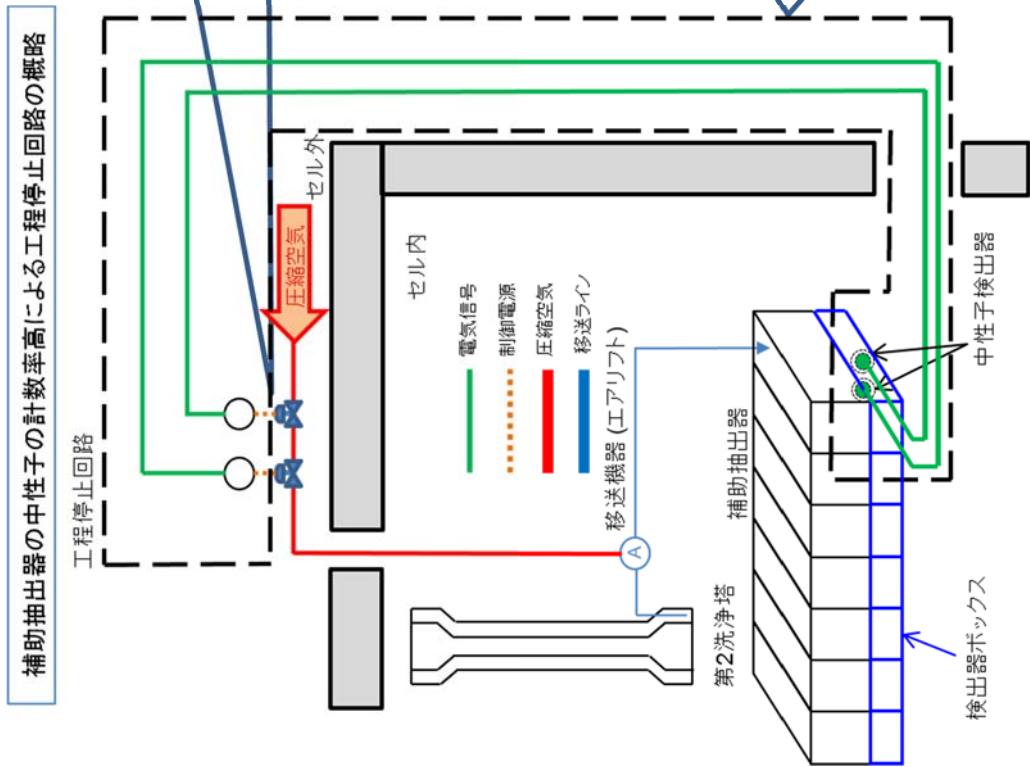 補助抽出器の中性子の計数率高による工程停止回路の概略
工程停止回路
セル外
圧縮空気
セル内
電気信号
制御電源
圧縮空気
移送ライン
移送機器 (エアリフト)
A
第2洗浄塔
補助抽出器
中性子検出器
検出器ボックス